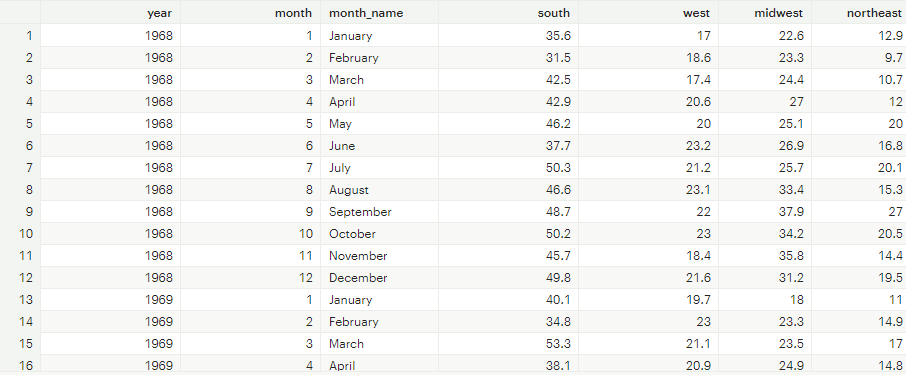 year month month_name south west midwest northeast
1 1968 1 January 35.6 17 22.6 12.9
2 1968 2 February 31.5 18.6 23.3 9.7
3 1968 3 March 42.5 17.4 24.4 10.7
4 1968 4 April 42.9 20.6 27 12
5 1968 5 May 46.2 20 25.1 20
6 1968 6 June 37.7 23.2 26.9 16.8
7 1968 7 July 50.3 21.2 25.7 20.1
8 1968 8 August 46.6 23.1 33.4 15.3
9 1968 9 September 48.7 22 37.9 27
10 1968 10 October 50.2 23 34.2 20.5
11 1968 11 November 45.7 18.4 35.8 14.4
12 1968 12 December 49.8 21.6 31.2 19.5
13 1969 1 January 40.1 19.7 18 11
14 1969 2 February 34.8 23 23.3 14.9
15 1969 3 March 53.3 21.1 23.5 17
16 1969 4 April 38.1 20.9 24.9 14.8